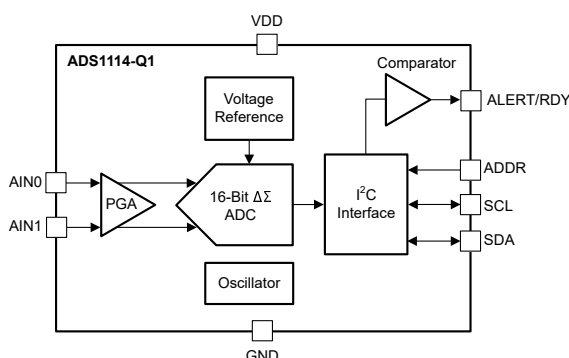 VDD
ADS1114-Q1
Comparator
Voltage
Reference
ALERT/RDY
ADDR
AIN0
PGA
16-Bit ΔΣ
ADC
I²C
Interface
SCL
AIN1
SDA
Oscillator
GND